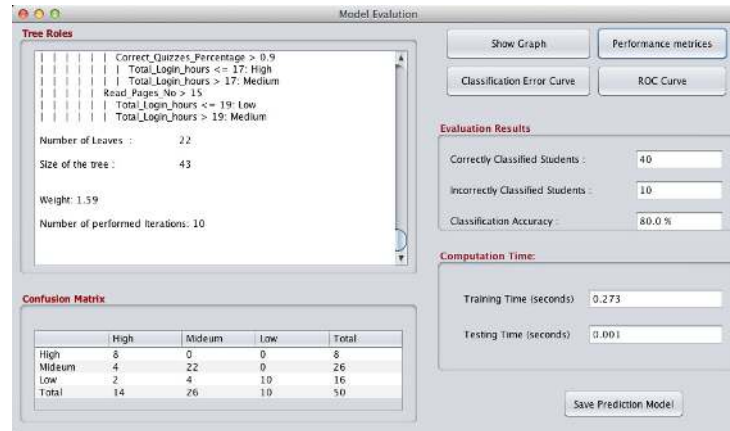 Model Evalution
Tree Roles
| | | | | | Correct_Quizzes_Percentage > 0.9
| | | | | | | Total_Login_hours <= 17: High
| | | | | | | Total_Login_hours > 17: Medium
| | | | | Read_Pages_No > 15
| | | | | | Total_Login_hours <= 19: Low
| | | | | | Total_Login_hours > 19: Medium
Number of Leaves : 22
Size of the tree : 43
Weight: 1.59
Number of performed Iterations: 10
Show Graph Performance metrices
Classification Error Curve ROC Curve
Evaluation Results
Correctly Classified Students : 40
Incorrectly Classified Students : 10
Classification Accuracy : 80.0 %
Computation Time:
Training Time (seconds) 0.273
Testing Time (seconds) 0.001
Save Prediction Model
Confusion Matrix
High Mideum Low Total
High 8 0 0 8
Mideum 4 22 0 26
Low 2 4 10 16
Total 14 26 10 50